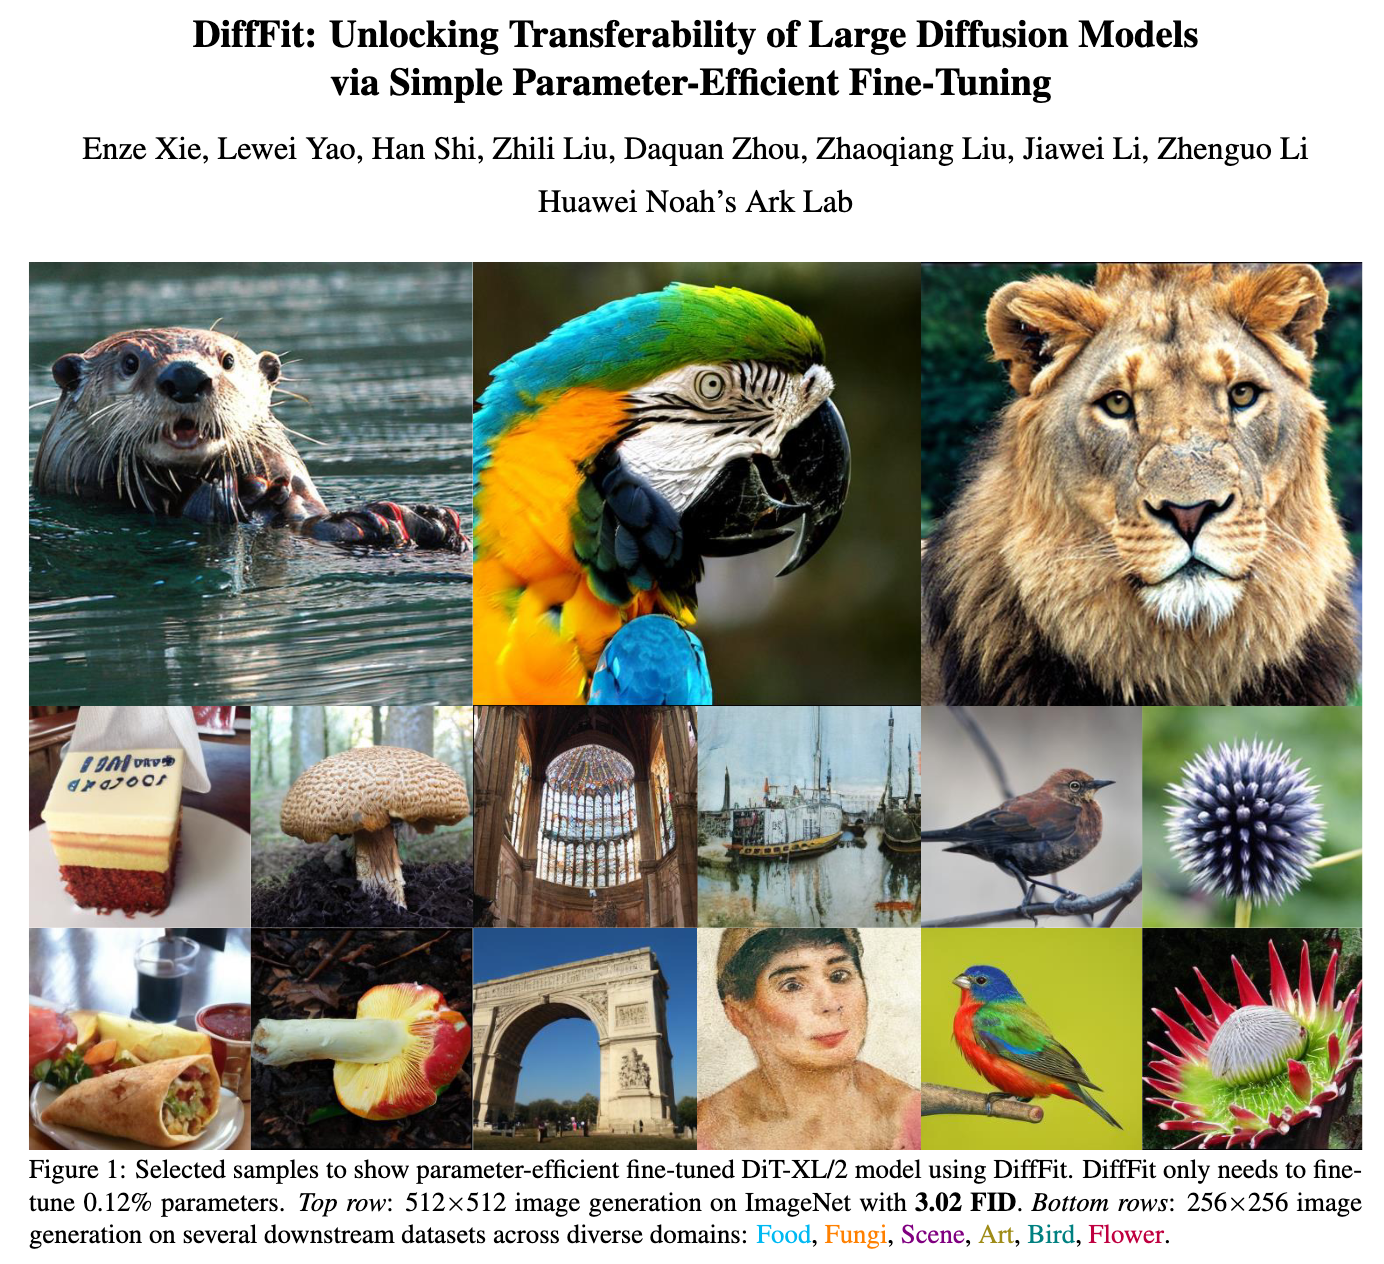 DiffFit: Unlocking Transferability of Large Diffusion Models
via Simple Parameter-Efficient Fine-Tuning
Enze Xie, Lewei Yao, Han Shi, Zhili Liu, Daquan Zhou, Zhaoqiang Liu, Jiawei Li, Zhenguo Li
Huawei Noah's Ark Lab
Figure 1: Selected samples to show parameter-efficient fine-tuned DiT-XL/2 model using DiffFit. DiffFit only needs to fine-
tune 0.12% parameters. Top row: 512×512 image generation on ImageNet with 3.02 FID. Bottom rows: 256×256 image
generation on several downstream datasets across diverse domains: Food, Fungi, Scene, Art, Bird, Flower.